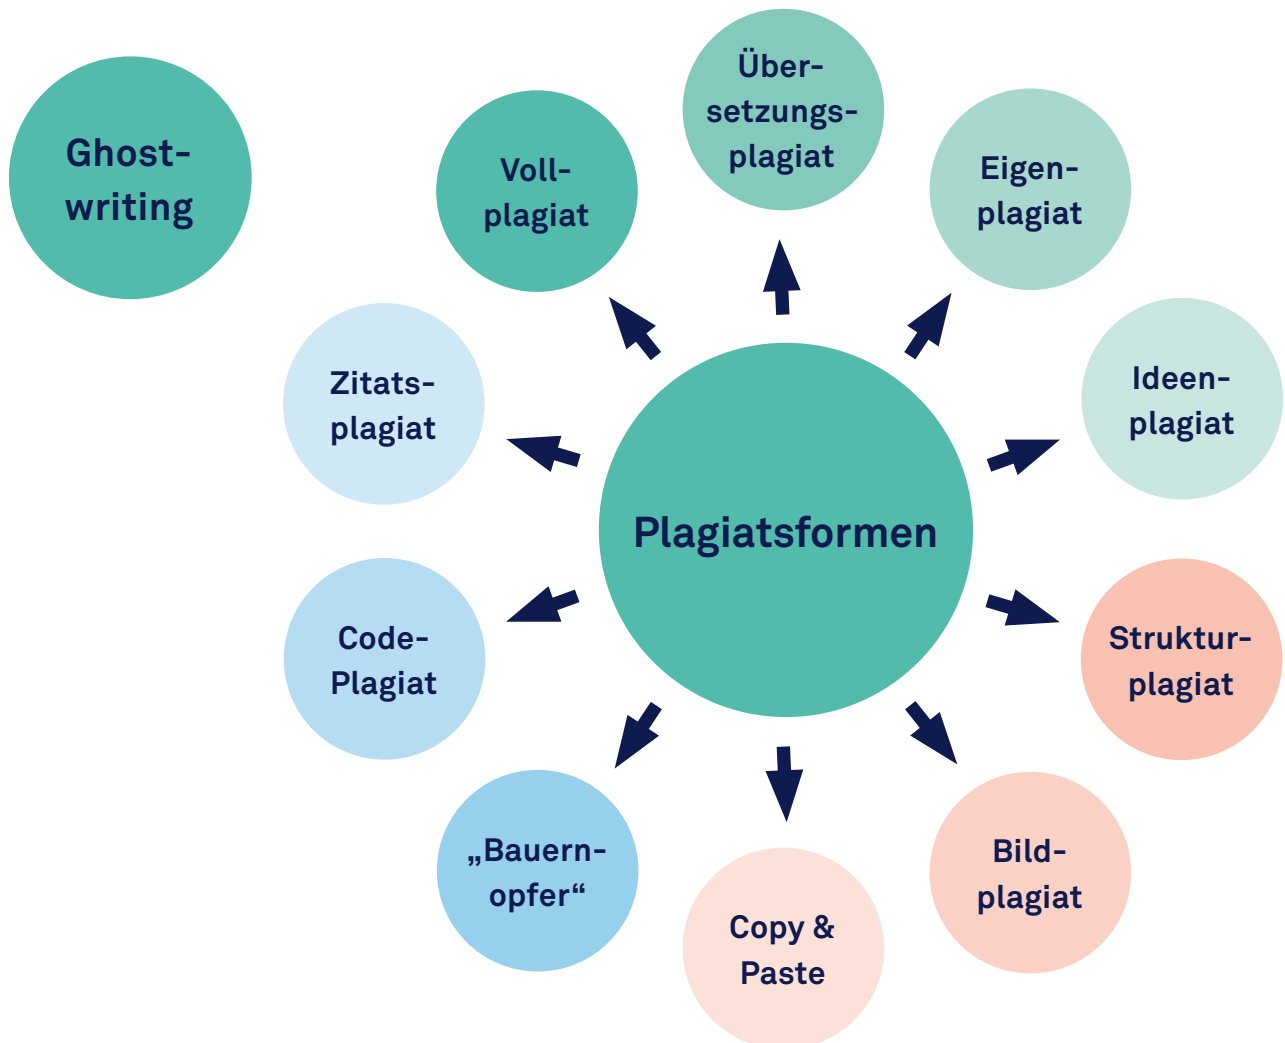 Ghost-
writing
Voll-
plagiat
Über-
setzungs-
plagiat
Eigen-
plagiat
Ideen-
plagiat
Struktur-
plagiat
Bild-
plagiat
Copy &
Paste
„Bauern-
opfer“
Code-
Plagiat
Zitats-
plagiat
Plagiatsformen